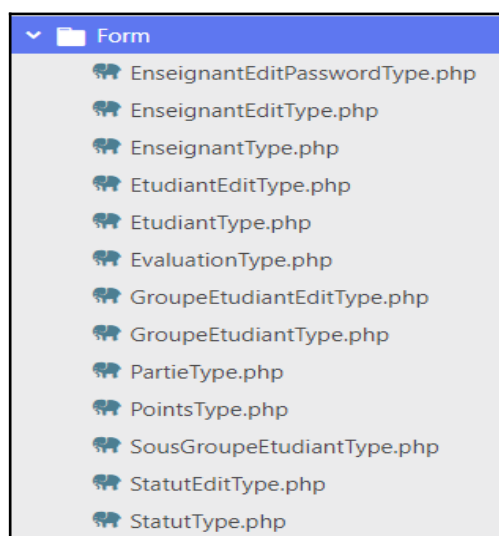 Form
EnseignantEditPasswordType.php
EnseignantEditType.php
EnseignantType.php
EtudiantEditType.php
EtudiantType.php
EvaluationType.php
GroupeEtudiantEditType.php
GroupeEtudiantType.php
PartieType.php
PointsType.php
SousGroupeEtudiantType.php
StatutEditType.php
StatutType.php